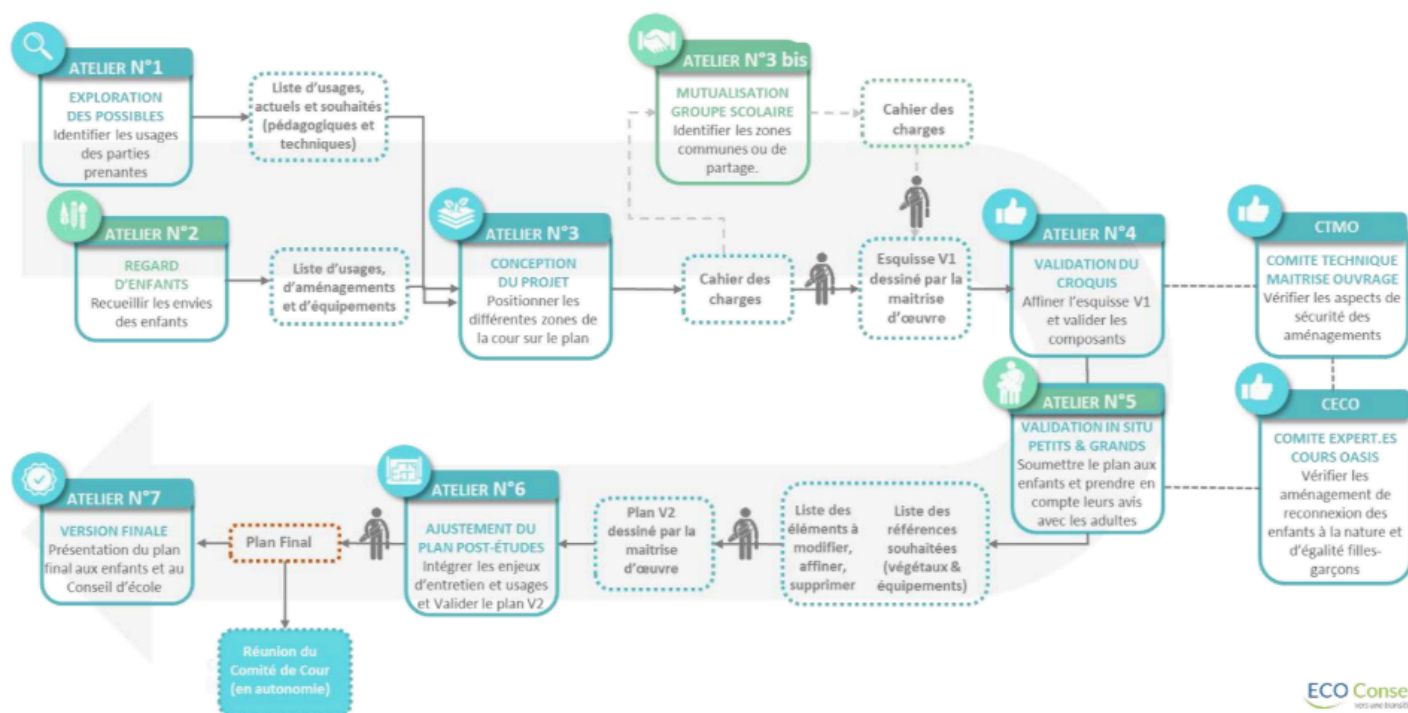 ATELIER N°1
EXPLORATION
DES POSSIBLES
Identifier les usages
des parties
prenantes
Liste d'usages,
actuels et souhaités
(pédagogiques et
techniques)
ATELIER N°3 bis
MUTUALISATION
GROUPE SCOLAIRE
Identifier les zones
communes ou de
partage.
Cahier des
charges
ATELIER N°2
REGARD
D'ENFANTS
Recueillir les envies
des enfants
Liste d'usages,
d'aménagements
et d'équipements
ATELIER N°3
CONCEPTION
DU PROJET
Positionner les
différentes zones de
la cour sur le plan
Cahier des
charges
Esquisse V1
dessiné par la
maitrise
d'œuvre
ATELIER N°4
VALIDATION DU
CROQUIS
Affiner l'esquisse V1
et valider les
composants
CTMO
COMITE TECHNIQUE
MAITRISE OUVRAGE
Vérifier les aspects de
sécurité des
aménagements
ATELIER N°5
VALIDATION IN SITU
PETITS & GRANDS
Soumettre le plan aux
enfants et prendre en
compte leurs avis
avec les adultes
CECO
COMITE EXPERT.ES
COURS OASIS
Vérifier les
aménagement de
reconnexion des
enfants à la nature et
d'égalité filles-
garçons
ATELIER N°7
VERSION FINALE
Présentation du plan
final aux enfants et au
Conseil d'école
Plan Final
ATELIER N°6
AJUSTEMENT DU
PLAN POST-ÉTUDES
Intégrer les enjeux
d'entretien et usages
et Valider le plan V2
Plan V2
dessiné par la
maitrise
d'œuvre
Liste des
éléments à
modifier,
affiner,
supprimer
Liste des
références
souhaitées
(végétaux &
équipements)
Réunion du
Comité de Cour
(en autonomie)
ECO Conse
vers une transiti